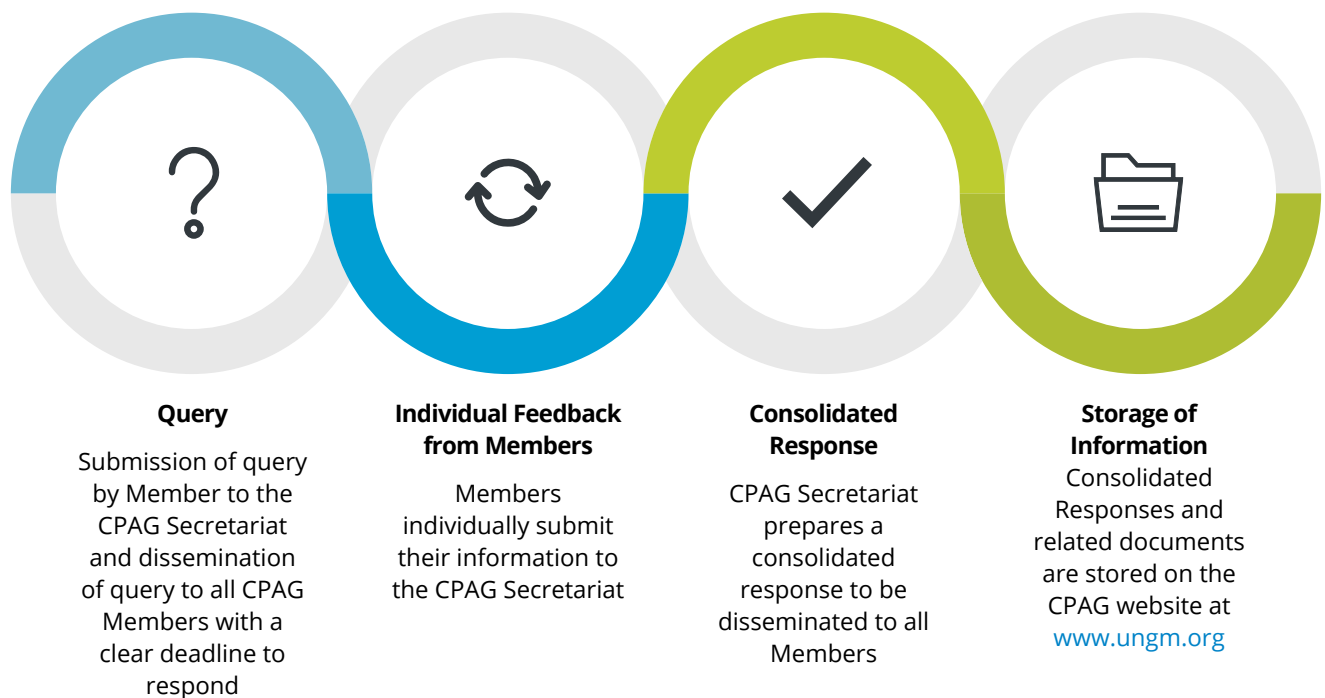 Query
Submission of query
by Member to the
CPAG Secretariat
and dissemination
of query to all CPAG
Members with a
clear deadline to
respond
Individual Feedback
from Members
Members
individually submit
their information to
the CPAG Secretariat
Consolidated
Response
CPAG Secretariat
prepares a
consolidated
response to be
disseminated to all
Members
Storage of
Information
Consolidated
Responses and
related documents
are stored on the
CPAG website at
www.ungm.org